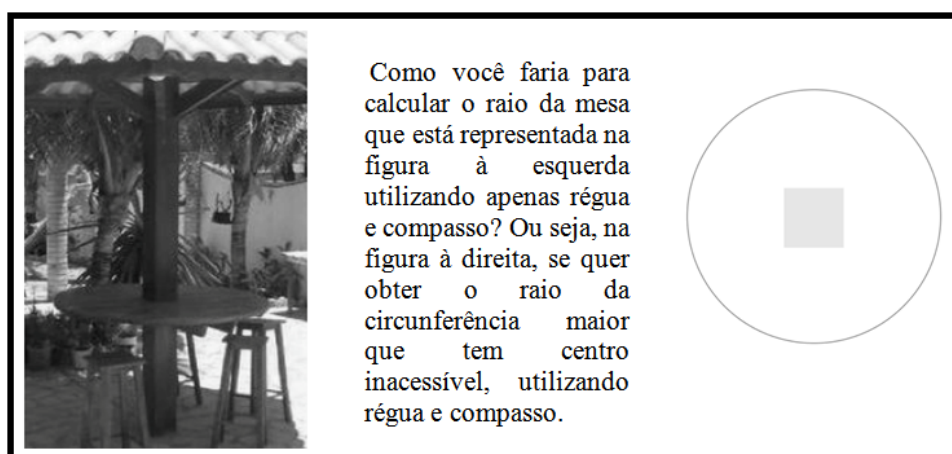 Como você faria para
calcular o raio da mesa
que está representada na
figura à esquerda
utilizando apenas régua
e compasso? Ou seja, na
figura à direita, se quer
obter o raio da
circunferência maior
que tem centro
inacessível, utilizando
régua e compasso.